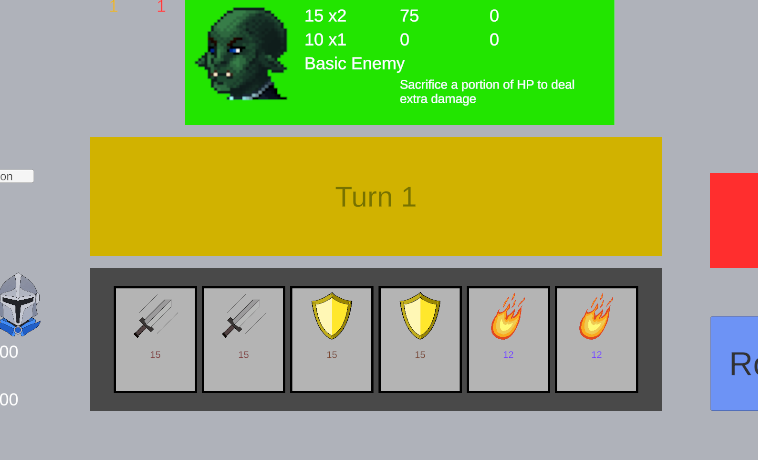 1 1
15 x2 75 0
10 x1 0 0
Basic Enemy
Sacrifice a portion of HP to deal
extra damage
on
Turn 1
15 15 15 15 12 12
00
00
Ro